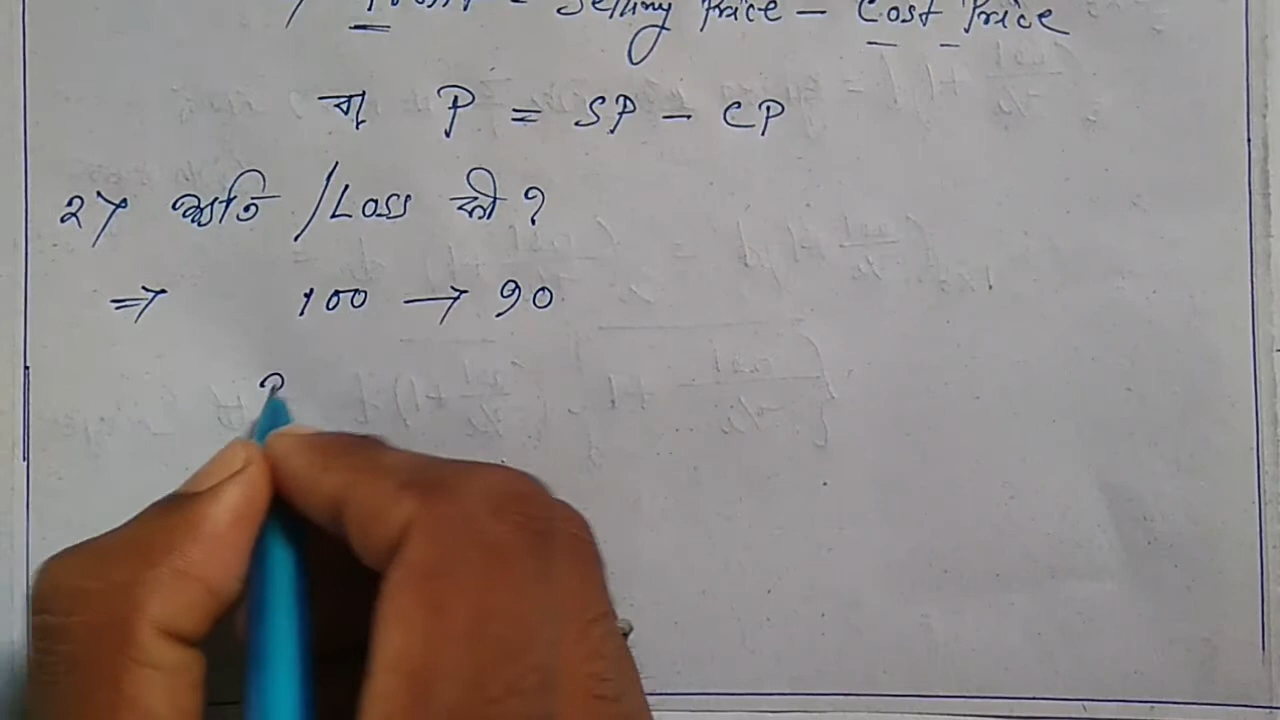 = Selling Price - Cost Price
বা P = SP - CP
২> ক্ষতি /Loss কী?
⇒ 100 → 90